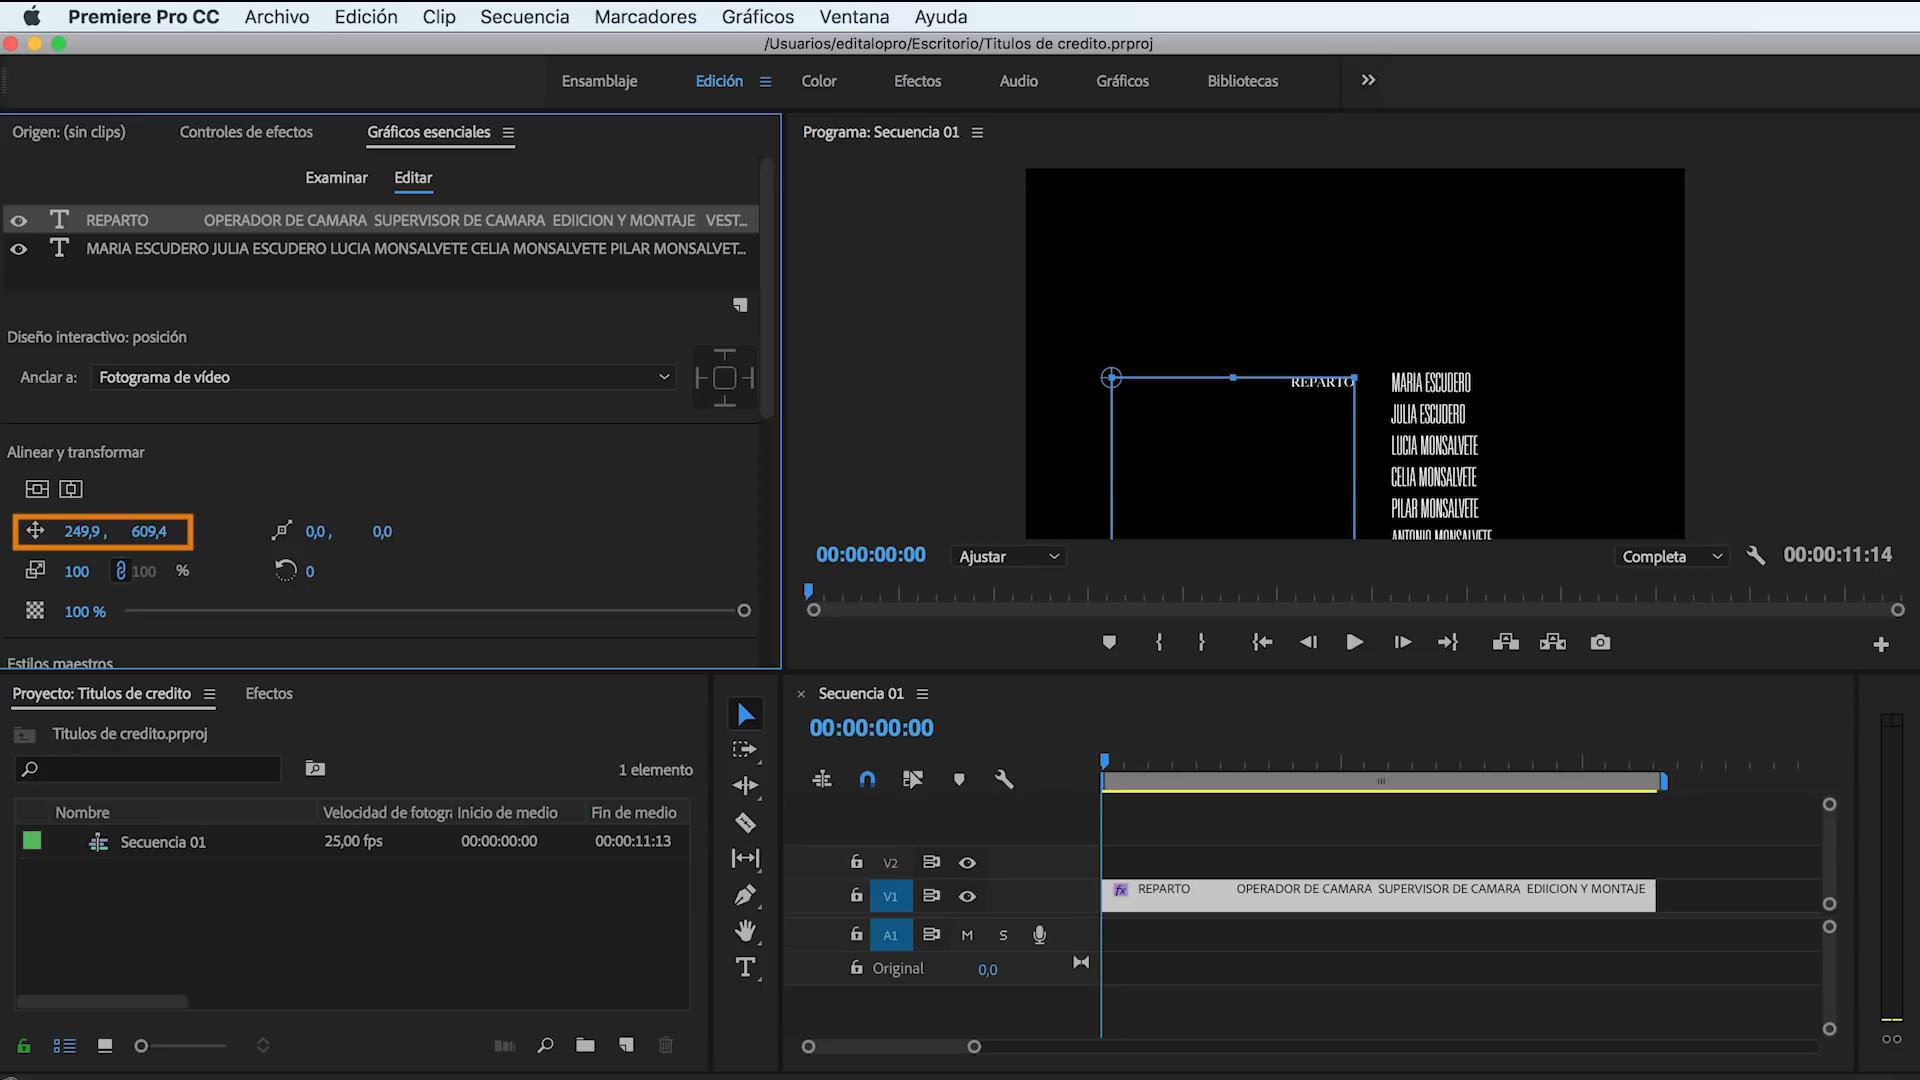 Premiere Pro CC Archivo Edición Clip Secuencia Marcadores Gráficos Ventana Ayuda
/Usuarios/editalopro/Escritorio/Titulos de credito.prproj
Ensamblaje Edición Color Efectos Audio Gráficos Bibliotecas
Origen: (sin clips) Controles de efectos Gráficos esenciales
Examinar Editar
REPARTO OPERADOR DE CAMARA SUPERVISOR DE CAMARA EDIICION Y MONTAJE VEST...
MARIA ESCUDERO JULIA ESCUDERO LUCIA MONSALVETE CELIA MONSALVETE PILAR MONSALVET...
Diseño interactivo: posición
Anclar a: Fotograma de vídeo
Alinear y transformar
249,9 , 609,4 0,0 , 0,0
100 100 % 0
100 %
Estilos maestros
Programa: Secuencia 01
REPARTO MARIA ESCUDERO
JULIA ESCUDERO
LUCIA MONSALVETE
CELIA MONSALVETE
PILAR MONSALVETE
ANTONIO MONSALVETE
00:00:00:00 Ajustar Completa 00:00:11:14
Proyecto: Titulos de credito Efectos
Titulos de credito.prproj
1 elemento
Nombre Velocidad de fotogra Inicio de medio Fin de medio
Secuencia 01 25,00 fps 00:00:00:00 00:00:11:13
Secuencia 01
00:00:00:00
V2
V1 fx REPARTO OPERADOR DE CAMARA SUPERVISOR DE CAMARA EDIICION Y MONTAJE
A1 M S
Original 0,0